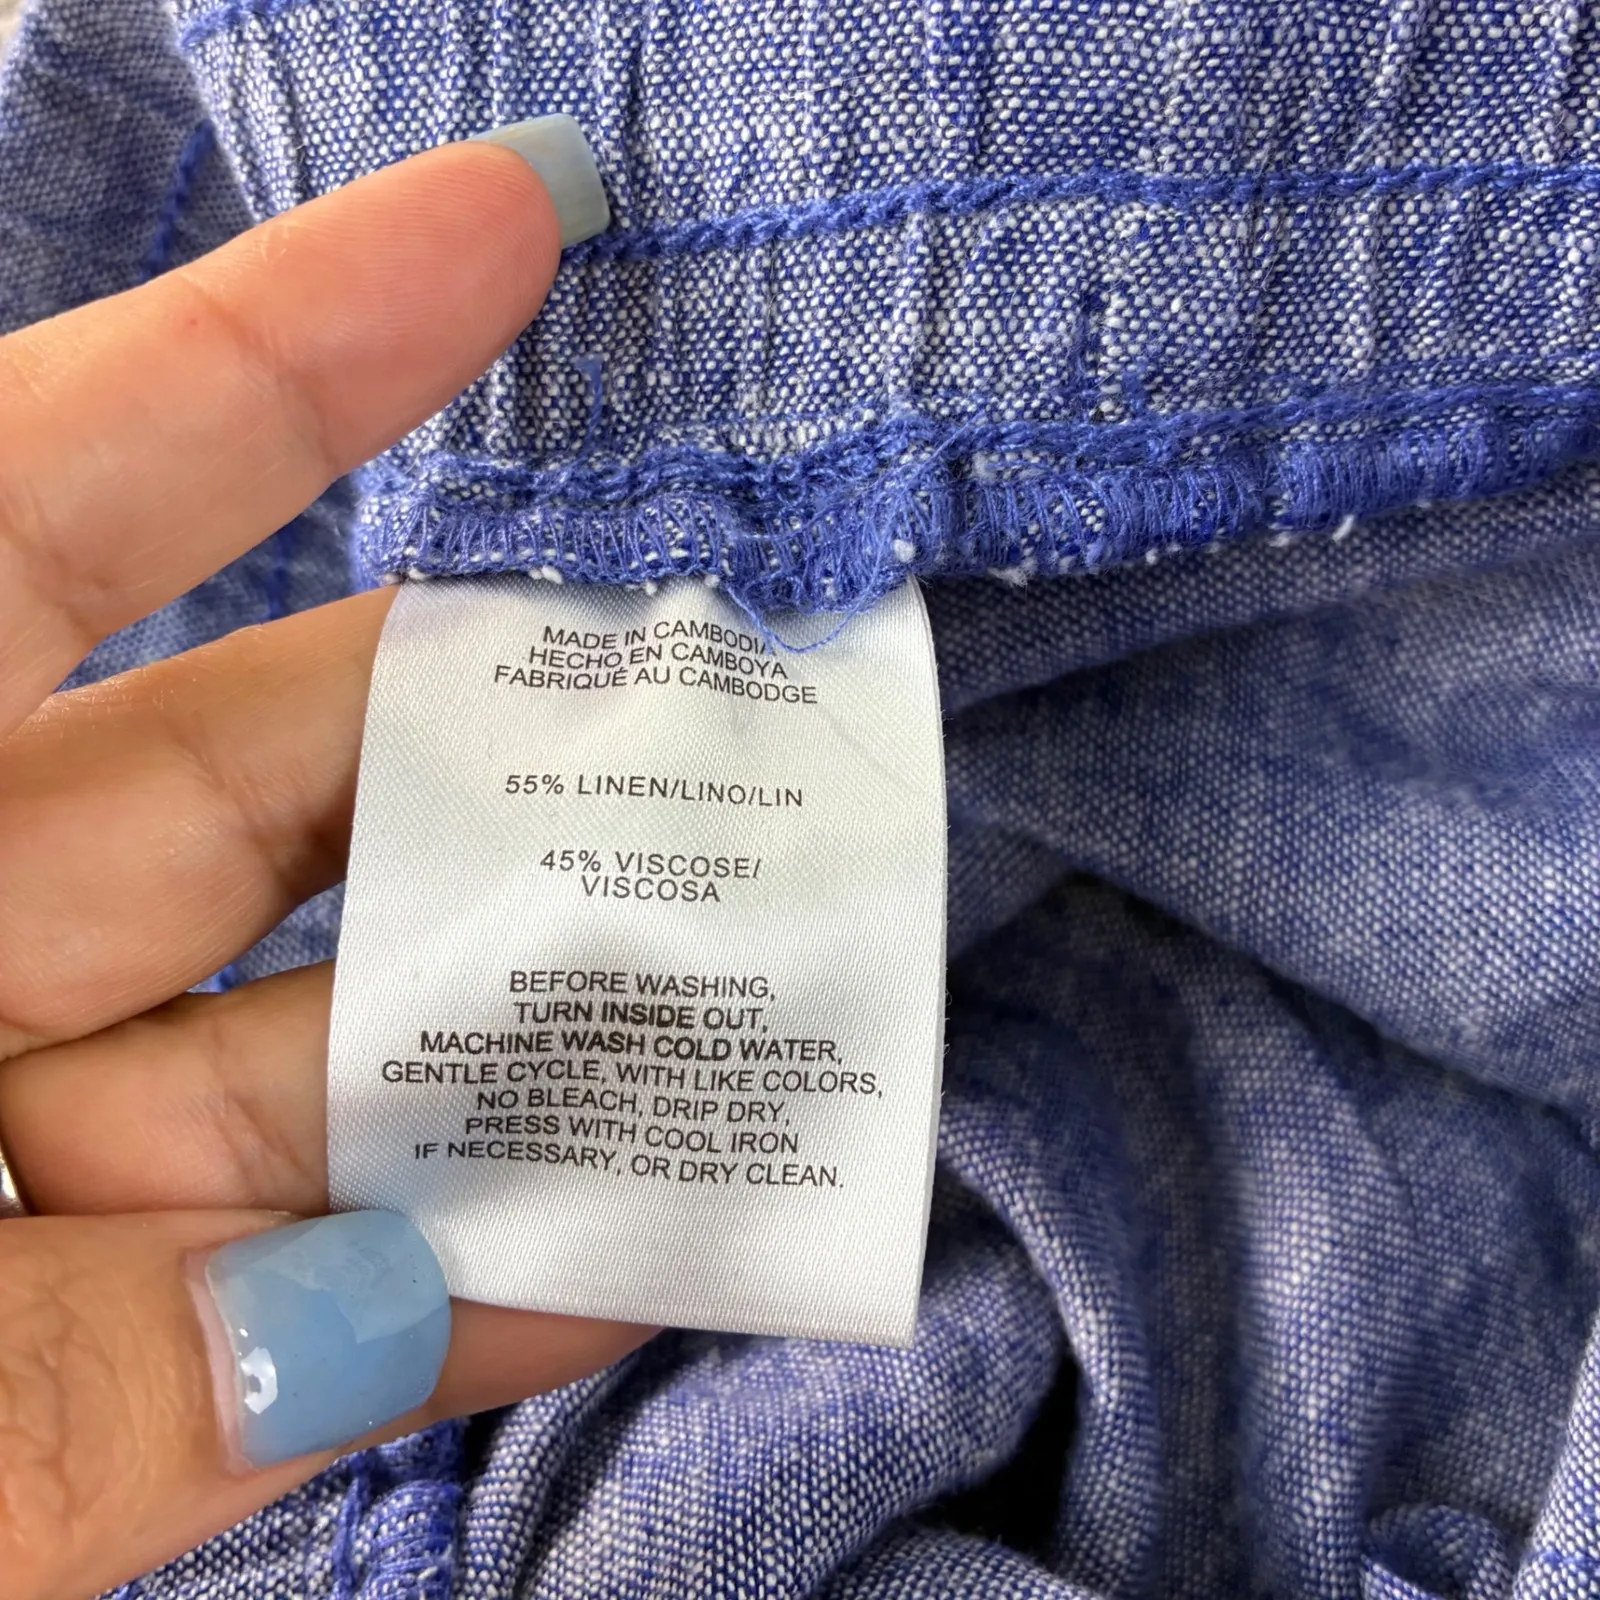 MADE IN CAMBODIA
HECHO EN CAMBOYA
FABRIQUÉ AU CAMBODGE
55% LINEN/LINO/LIN
45% VISCOSE/
VISCOSA
BEFORE WASHING,
TURN INSIDE OUT,
MACHINE WASH COLD WATER,
GENTLE CYCLE, WITH LIKE COLORS,
NO BLEACH, DRIP DRY,
PRESS WITH COOL IRON
IF NECESSARY, OR DRY CLEAN.